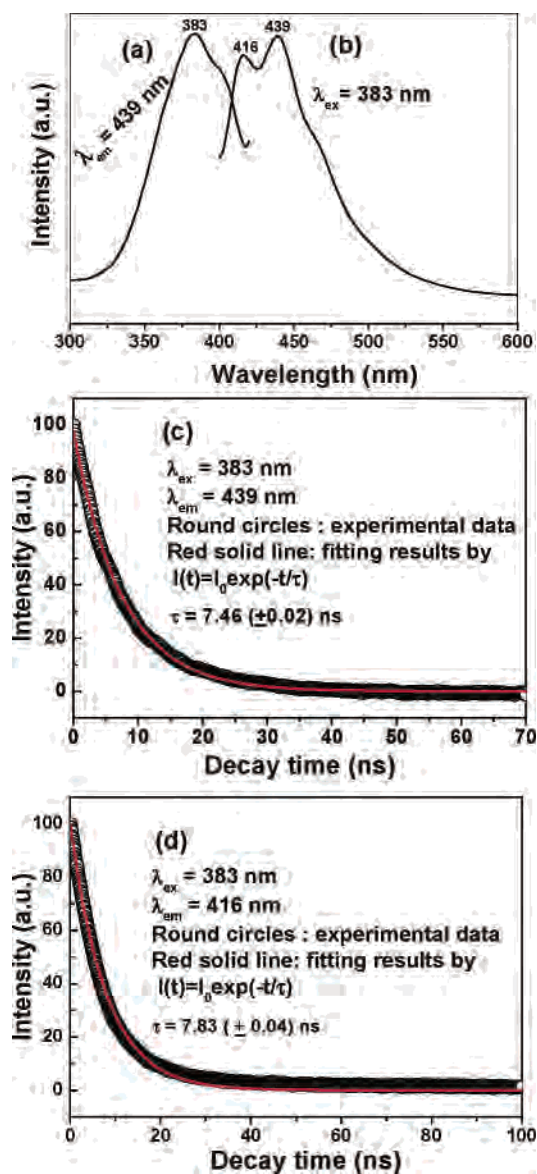 383
(a) 416 439 (b)
λem = 439 nm
λex = 383 nm
Intensity (a.u.)
300 350 400 450 500 550 600
Wavelength (nm)
100
80
60
40
20
0
Intensity (a.u.)
(c)
λex = 383 nm
λem = 439 nm
Round circles : experimental data
Red solid line: fitting results by
I(t)=I0exp(-t/τ)
τ = 7.46 (±0.02) ns
0 10 20 30 40 50 60 70
Decay time (ns)
100
80
60
40
20
0
Intensity (a.u.)
(d)
λex = 383 nm
λem = 416 nm
Round circles : experimental data
Red solid line: fitting results by
I(t)=I0exp(-t/τ)
τ = 7.83 ( ± 0.04) ns
0 20 40 60 80 100
Decay time (ns)